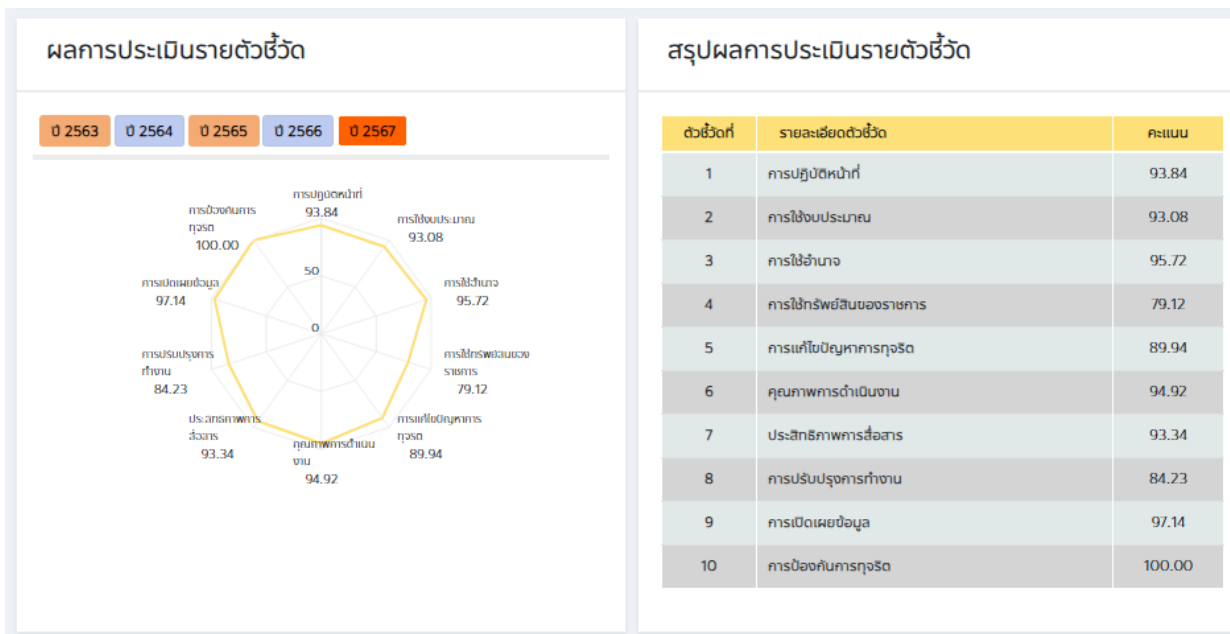 ผลการประเมินรายตัวชี้วัด
ปี 2563 ปี 2564 ปี 2565 ปี 2566 ปี 2567
การปฏิบัติหน้าที่
93.84
การใช้งบประมาณ
93.08
การใช้อำนาจ
95.72
การใช้ทรัพย์สินของ
ราชการ
79.12
การแก้ไขปัญหาการ
ทุจริต
89.94
คุณภาพการดำเนิน
งาน
94.92
ประสิทธิภาพการ
สื่อสาร
93.34
การปรับปรุงการ
ทำงาน
84.23
การเปิดเผยข้อมูล
97.14
การป้องกันการ
ทุจริต
100.00
50
0
สรุปผลการประเมินรายตัวชี้วัด
ตัวชี้วัดที่ รายละเอียดตัวชี้วัด คะแนน
1 การปฏิบัติหน้าที่ 93.84
2 การใช้งบประมาณ 93.08
3 การใช้อำนาจ 95.72
4 การใช้ทรัพย์สินของราชการ 79.12
5 การแก้ไขปัญหาการทุจริต 89.94
6 คุณภาพการดำเนินงาน 94.92
7 ประสิทธิภาพการสื่อสาร 93.34
8 การปรับปรุงการทำงาน 84.23
9 การเปิดเผยข้อมูล 97.14
10 การป้องกันการทุจริต 100.00